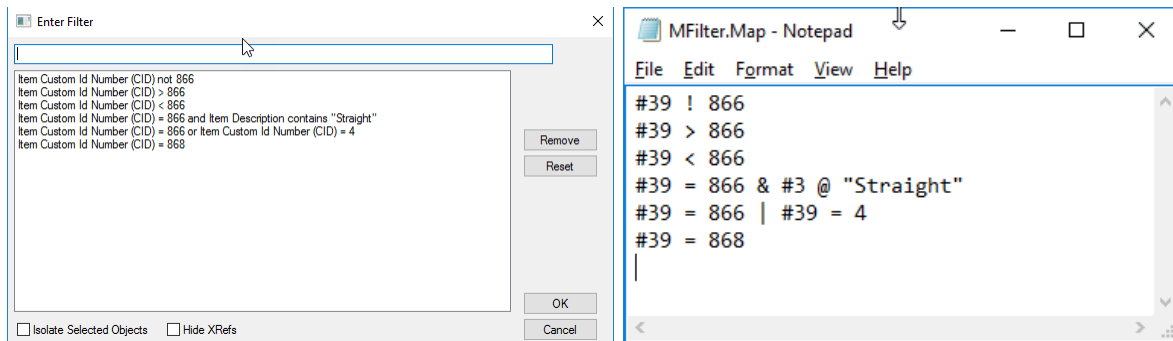 Enter Filter
Item Custom Id Number (CID) not 866
Item Custom Id Number (CID) > 866
Item Custom Id Number (CID) < 866
Item Custom Id Number (CID) = 866 and Item Description contains "Straight"
Item Custom Id Number (CID) = 866 or Item Custom Id Number (CID) = 4
Item Custom Id Number (CID) = 868
Remove
Reset
OK
Isolate Selected Objects
Hide XRefs
Cancel
MFilter.Map - Notepad
File Edit Format View Help
#39 ! 866
#39 > 866
#39 < 866
#39 = 866 & #3 @ "Straight"
#39 = 866 | #39 = 4
#39 = 868